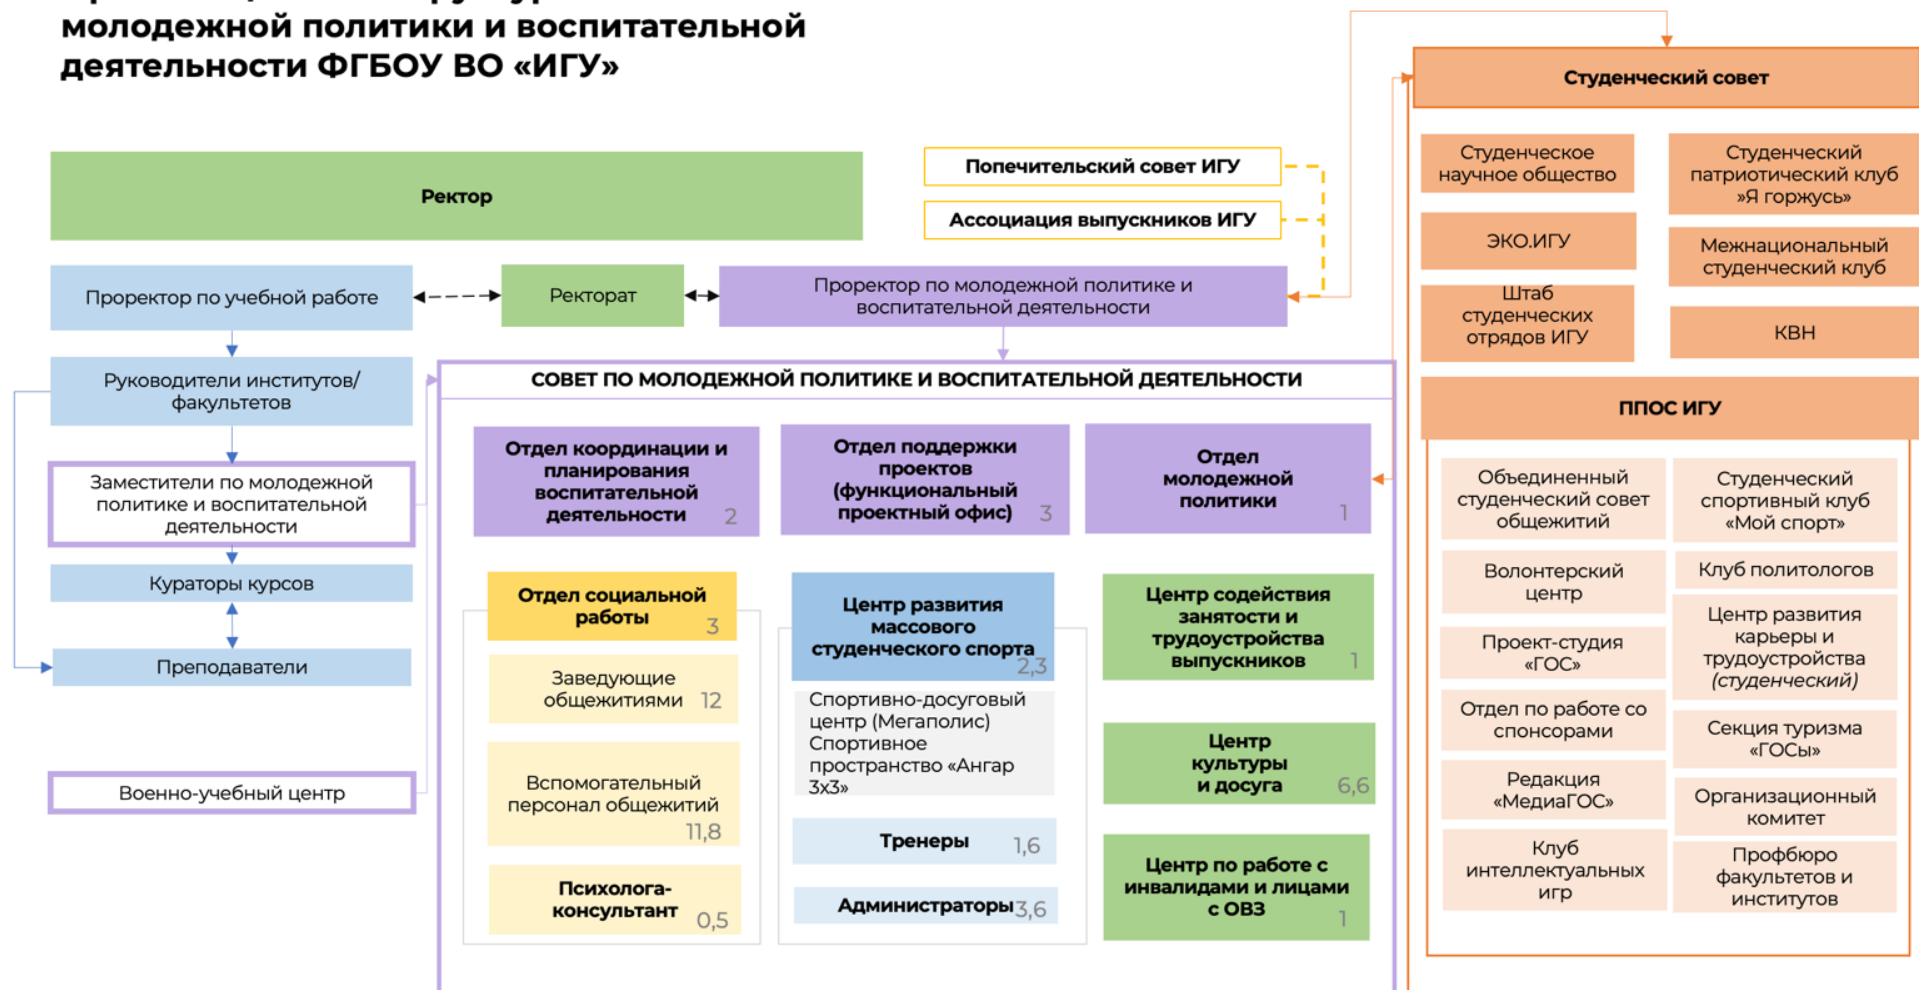 молодежной политики и воспитательной
деятельности ФГБОУ ВО «ИГУ»
Ректор
Попечительский совет ИГУ
Ассоциация выпускников ИГУ
Проректор по учебной работе
Ректорат
Проректор по молодежной политике и
воспитательной деятельности
Руководители институтов/
факультетов
Заместители по молодежной
политике и воспитательной
деятельности
Кураторы курсов
Преподаватели
Военно-учебный центр
СОВЕТ ПО МОЛОДЕЖНОЙ ПОЛИТИКЕ И ВОСПИТАТЕЛЬНОЙ ДЕЯТЕЛЬНОСТИ
Отдел координации и
планирования
воспитательной
деятельности 2
Отдел поддержки
проектов
(функциональный
проектный офис) 3
Отдел
молодежной
политики 1
Отдел социальной
работы 3
Заведующие
общежитиями 12
Вспомогательный
персонал общежитий
11,8
Психолога-
консультант 0,5
Центр развития
массового
студенческого спорта
2,3
Спортивно-досуговый
центр (Мегаполис)
Спортивное
пространство «Ангар
3х3»
Тренеры 1,6
Администраторы 3,6
Центр содействия
занятости и
трудоустройства
выпускников 1
Центр
культуры
и досуга 6,6
Центр по работе с
инвалидами и лицами
с ОВЗ 1
Студенческий совет
Студенческое
научное общество
Студенческий
патриотический клуб
»Я горжусь»
ЭКО.ИГУ
Межнациональный
студенческий клуб
Штаб
студенческих
отрядов ИГУ
КВН
ППОС ИГУ
Объединенный
студенческий совет
общежитий
Студенческий
спортивный клуб
«Мой спорт»
Волонтерский
центр
Клуб политологов
Проект-студия
«ГОС»
Центр развития
карьеры и
трудоустройства
(студенческий)
Отдел по работе со
спонсорами
Секция туризма
«ГОСы»
Редакция
«МедиаГОС»
Организационный
комитет
Клуб
интеллектуальных
игр
Профбюро
факультетов и
институтов